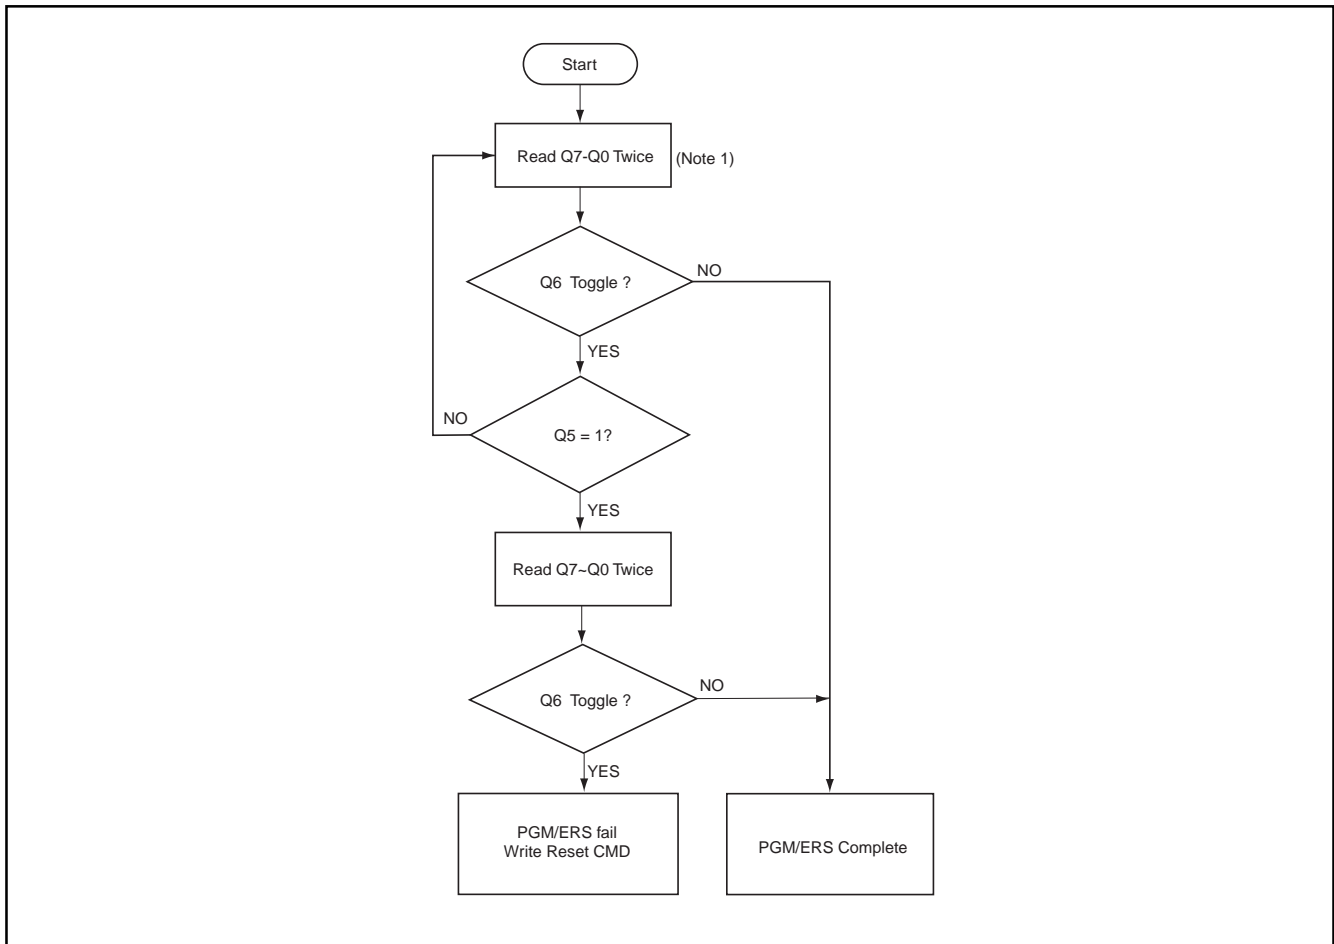 Start
Read Q7-Q0 Twice
(Note 1)
Q6 Toggle ?
NO
YES
NO
Q5 = 1?
YES
Read Q7~Q0 Twice
Q6 Toggle ?
NO
YES
PGM/ERS fail
Write Reset CMD
PGM/ERS Complete